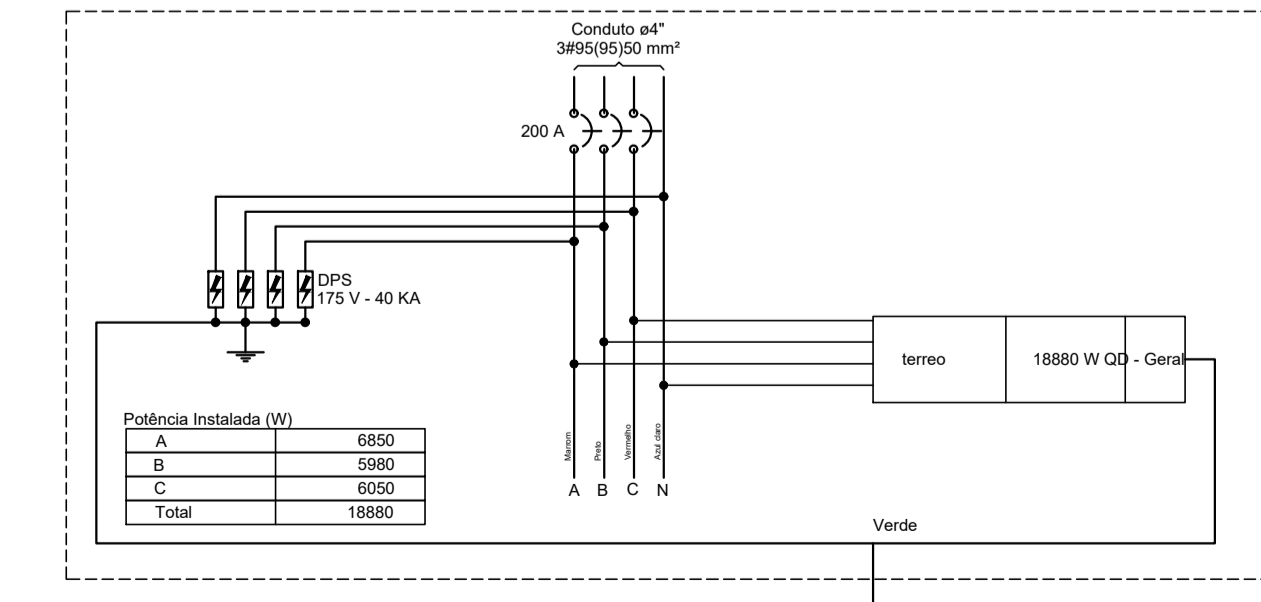 Conduto ø4"
3#95(95)50 mm²
200 A
DPS
175 V - 40 KA
terreo
18880 W QD - Geral
Potência Instalada (W)
A 6850
B 5980
C 6050
Total 18880
Marrom
Preto
Vermelho
Azul claro
A B C N
Verde